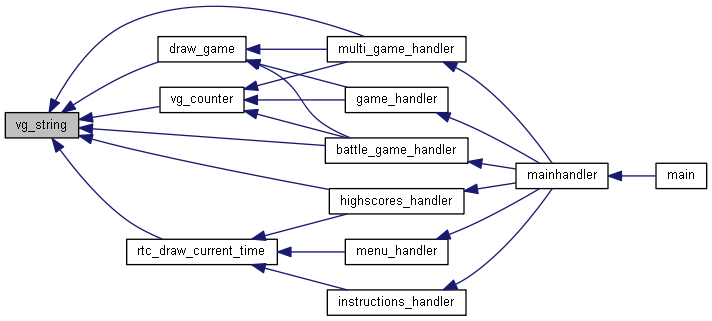 draw_game
multi_game_handler
vg_counter
game_handler
vg_string
battle_game_handler
mainhandler
main
highscores_handler
rtc_draw_current_time
menu_handler
instructions_handler